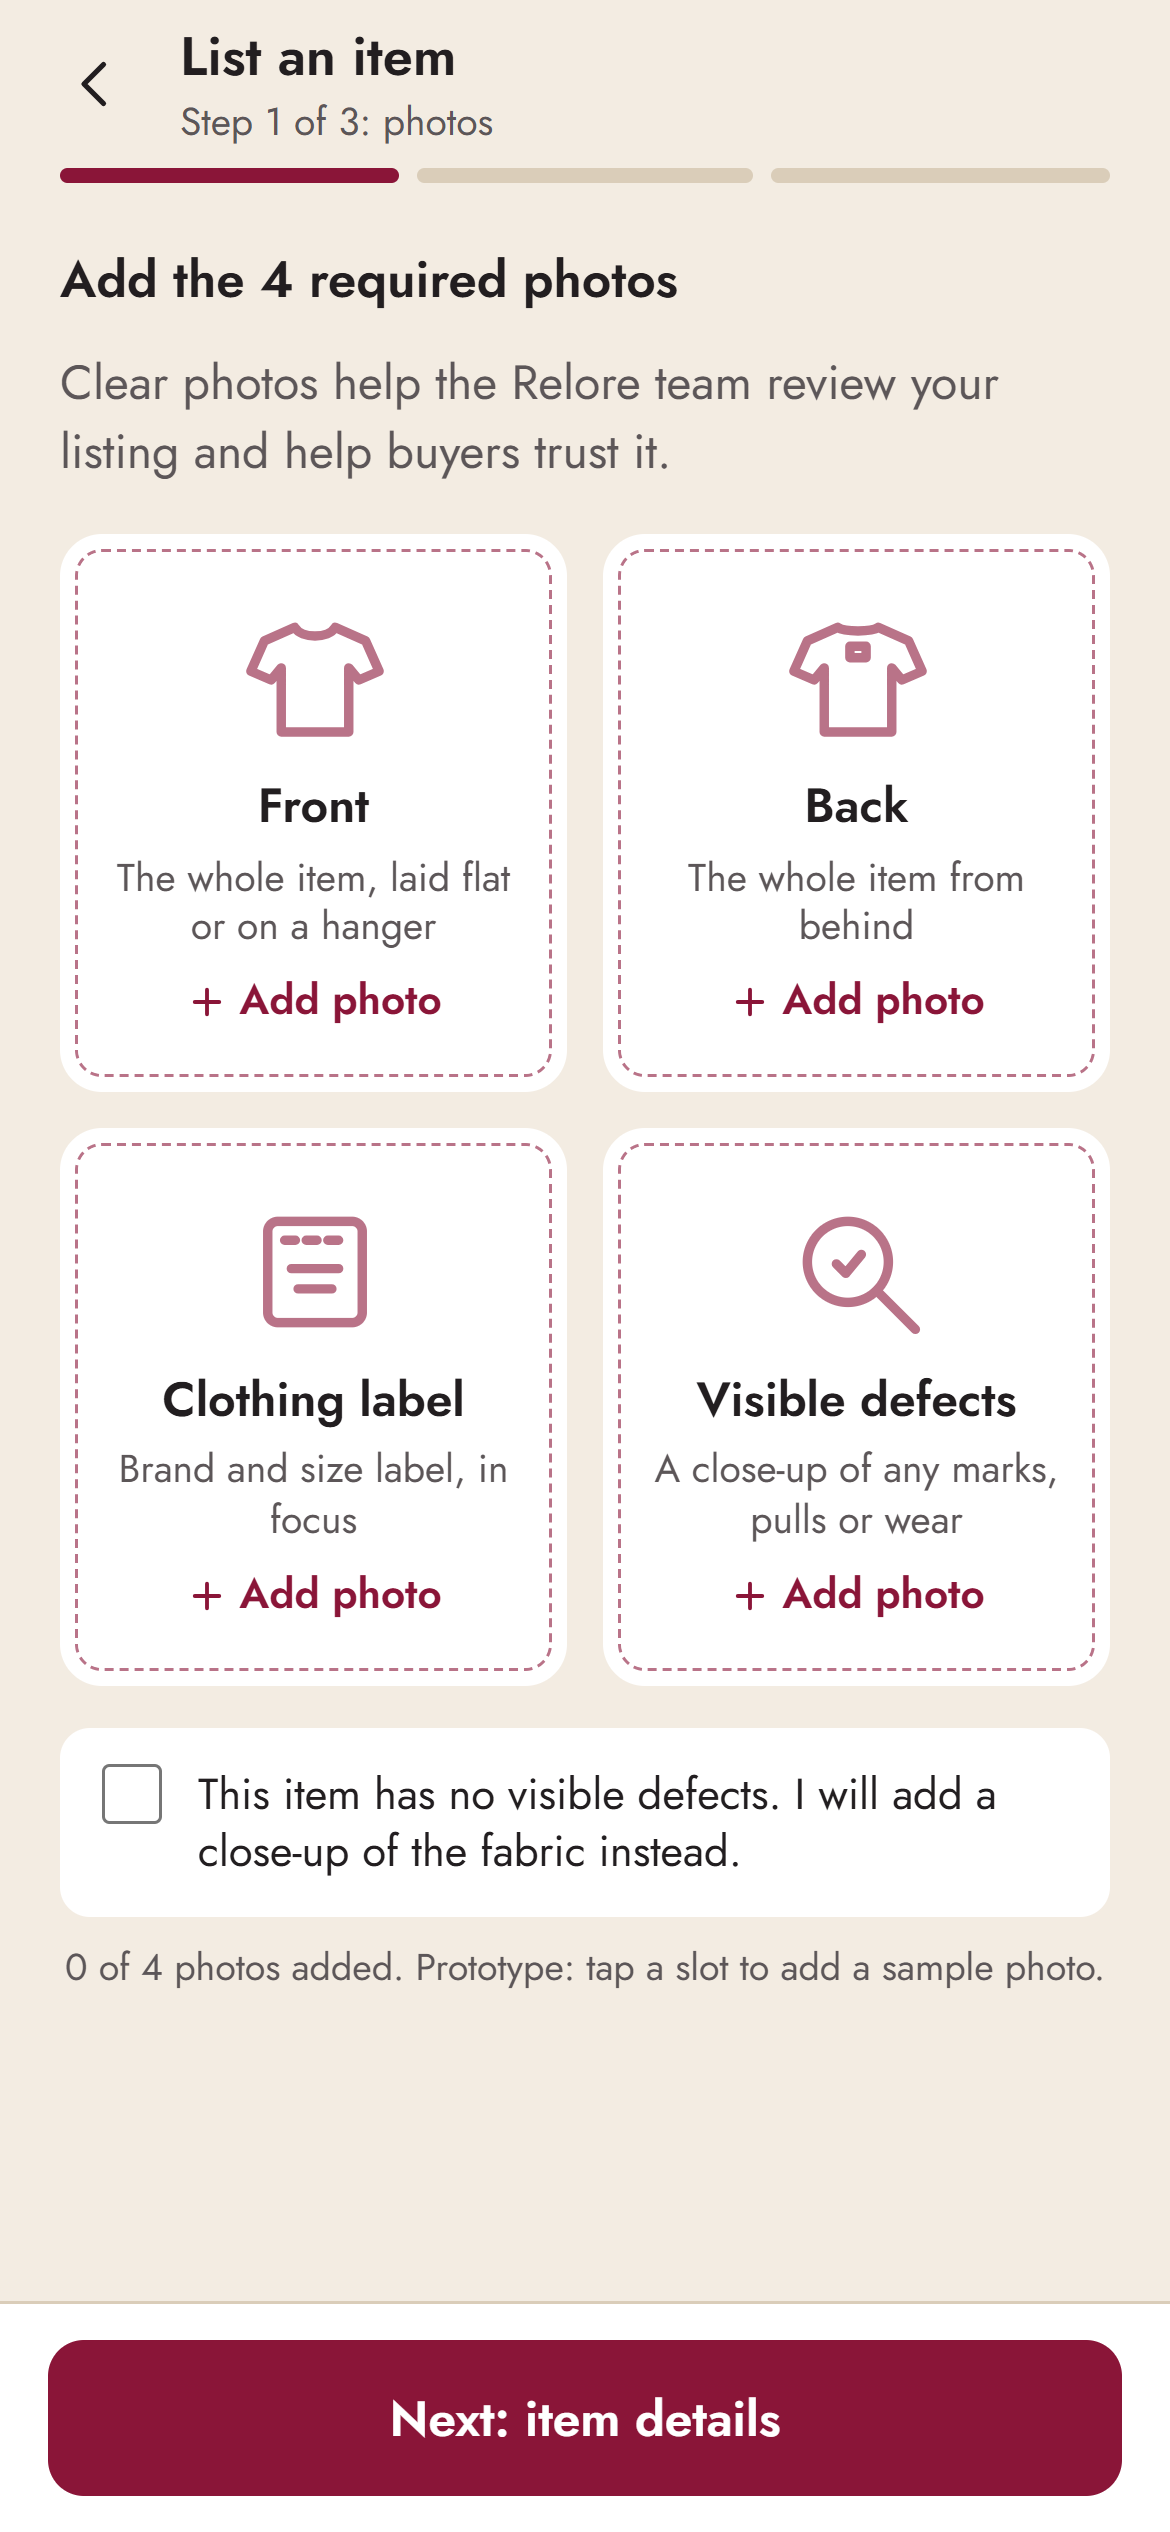 List an item
Step 1 of 3: photos
Add the 4 required photos
Clear photos help the Relore team review your
listing and help buyers trust it.
Front
The whole item, laid flat
or on a hanger
+ Add photo
Back
The whole item from
behind
+ Add photo
Clothing label
Brand and size label, in
focus
+ Add photo
Visible defects
A close-up of any marks,
pulls or wear
+ Add photo
This item has no visible defects. I will add a
close-up of the fabric instead.
0 of 4 photos added. Prototype: tap a slot to add a sample photo.
Next: item details